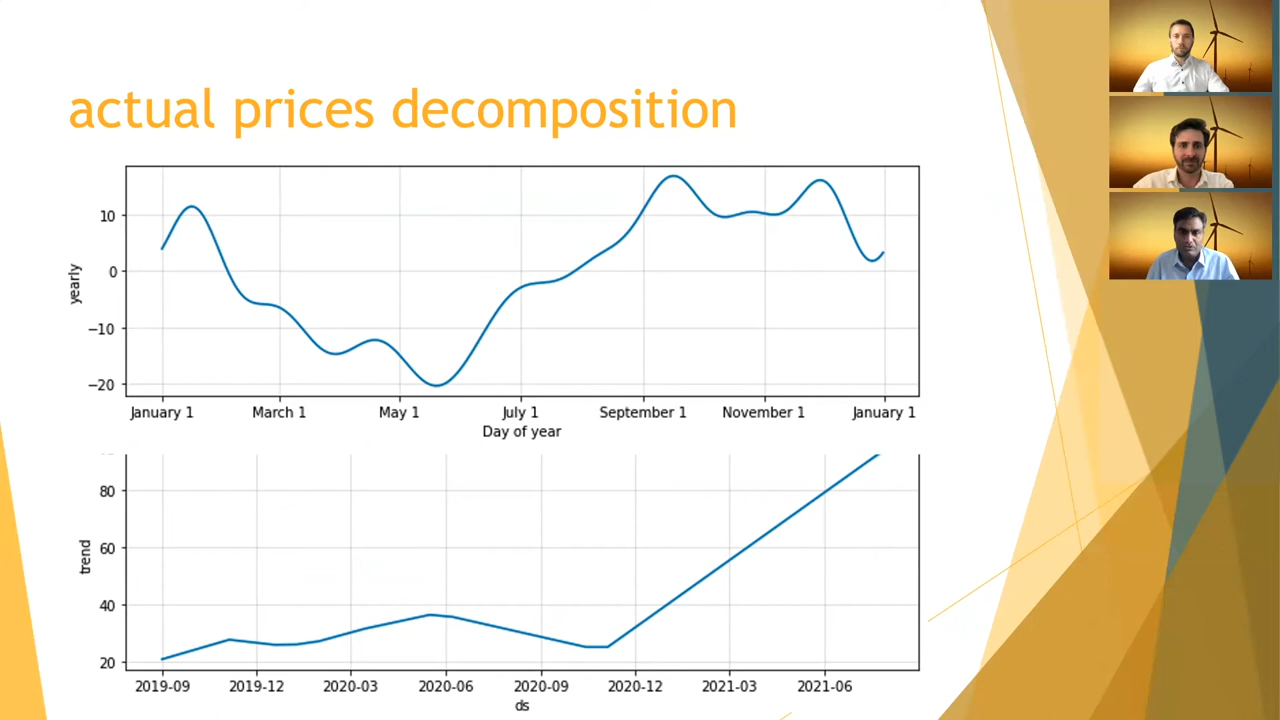 actual prices decomposition
yearly
10
0
−10
−20
January 1 March 1 May 1 July 1 September 1 November 1 January 1
Day of year
trend
80
60
40
20
2019-09 2019-12 2020-03 2020-06 2020-09 2020-12 2021-03 2021-06
ds